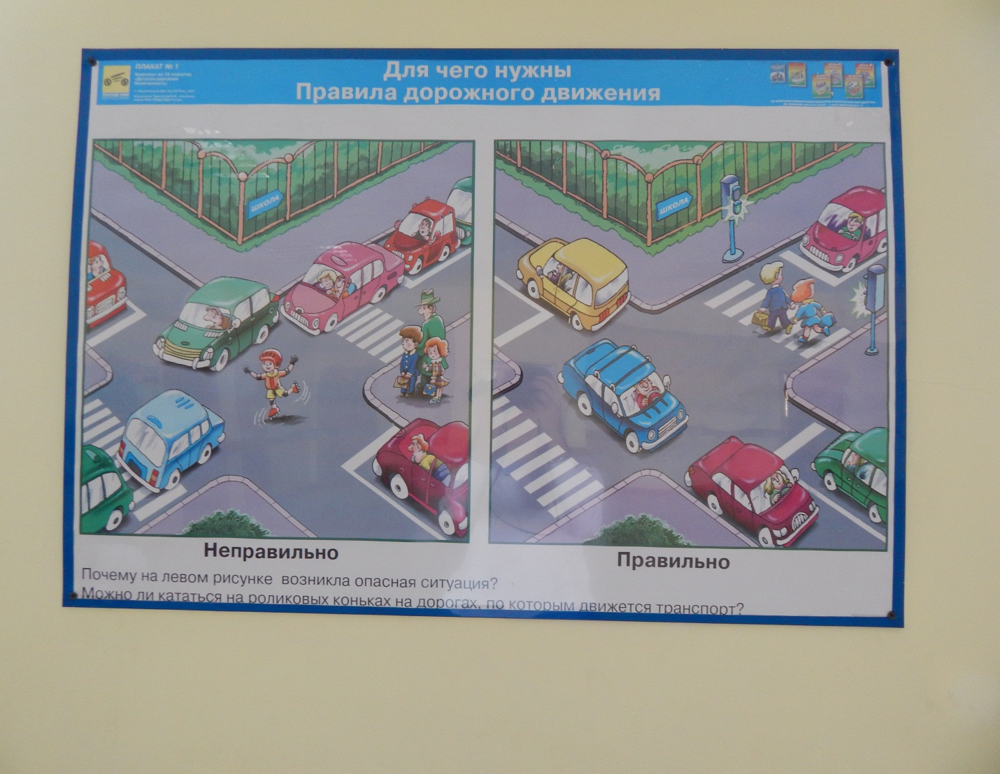 ПЛАКАТ № 1
Для чего нужны
Правила дорожного движения
ШКОЛА
ШКОЛА
Неправильно
Правильно
Почему на левом рисунке возникла опасная ситуация?
Можно ли кататься на роликовых коньках на дорогах, по которым движется транспорт?